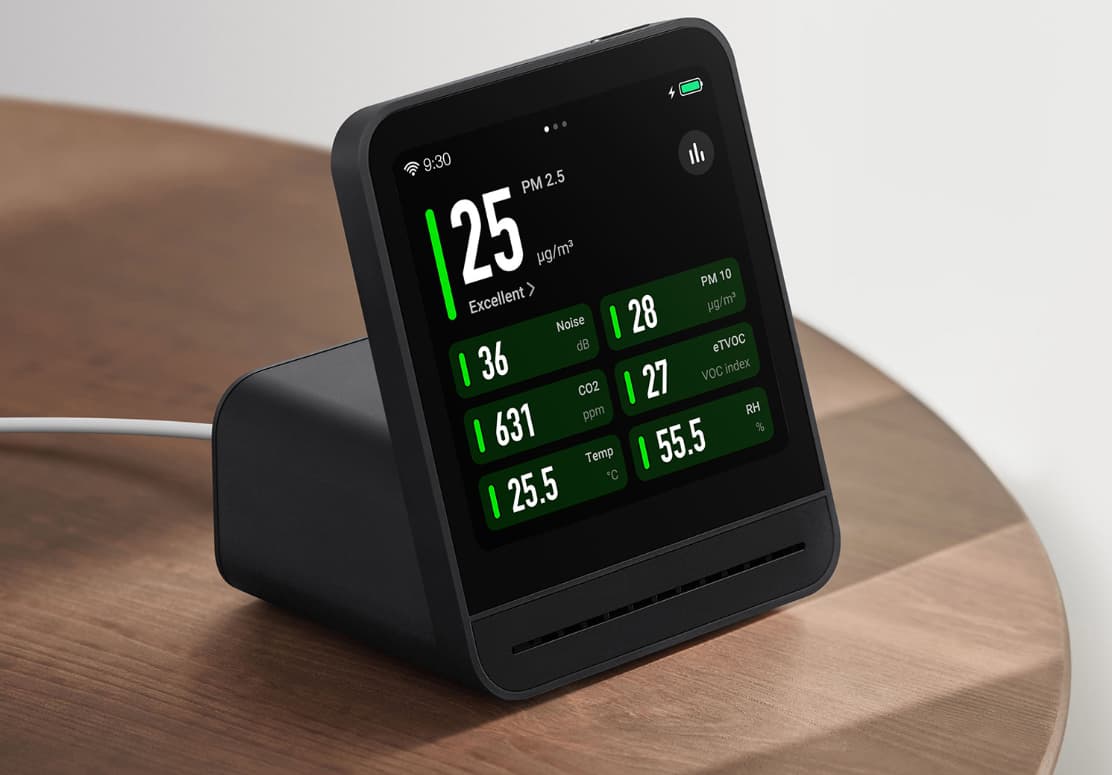 9:30
25 PM 2.5
µg/m³
Excellent >
36 Noise dB
28 PM 10 µg/m³
631 CO2 ppm
27 eTVOC VOC index
25.5 Temp °C
55.5 RH %